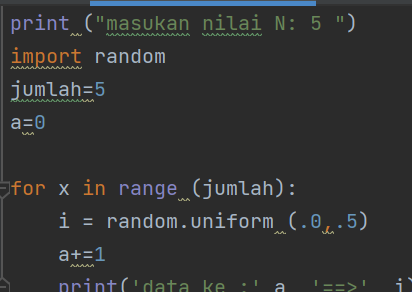 print ("masukan nilai N: 5 ")
import random
jumlah=5
a=0
for x in range (jumlah):
i = random.uniform (.0,.5)
a+=1
print('data ke :' a, '==>', i)